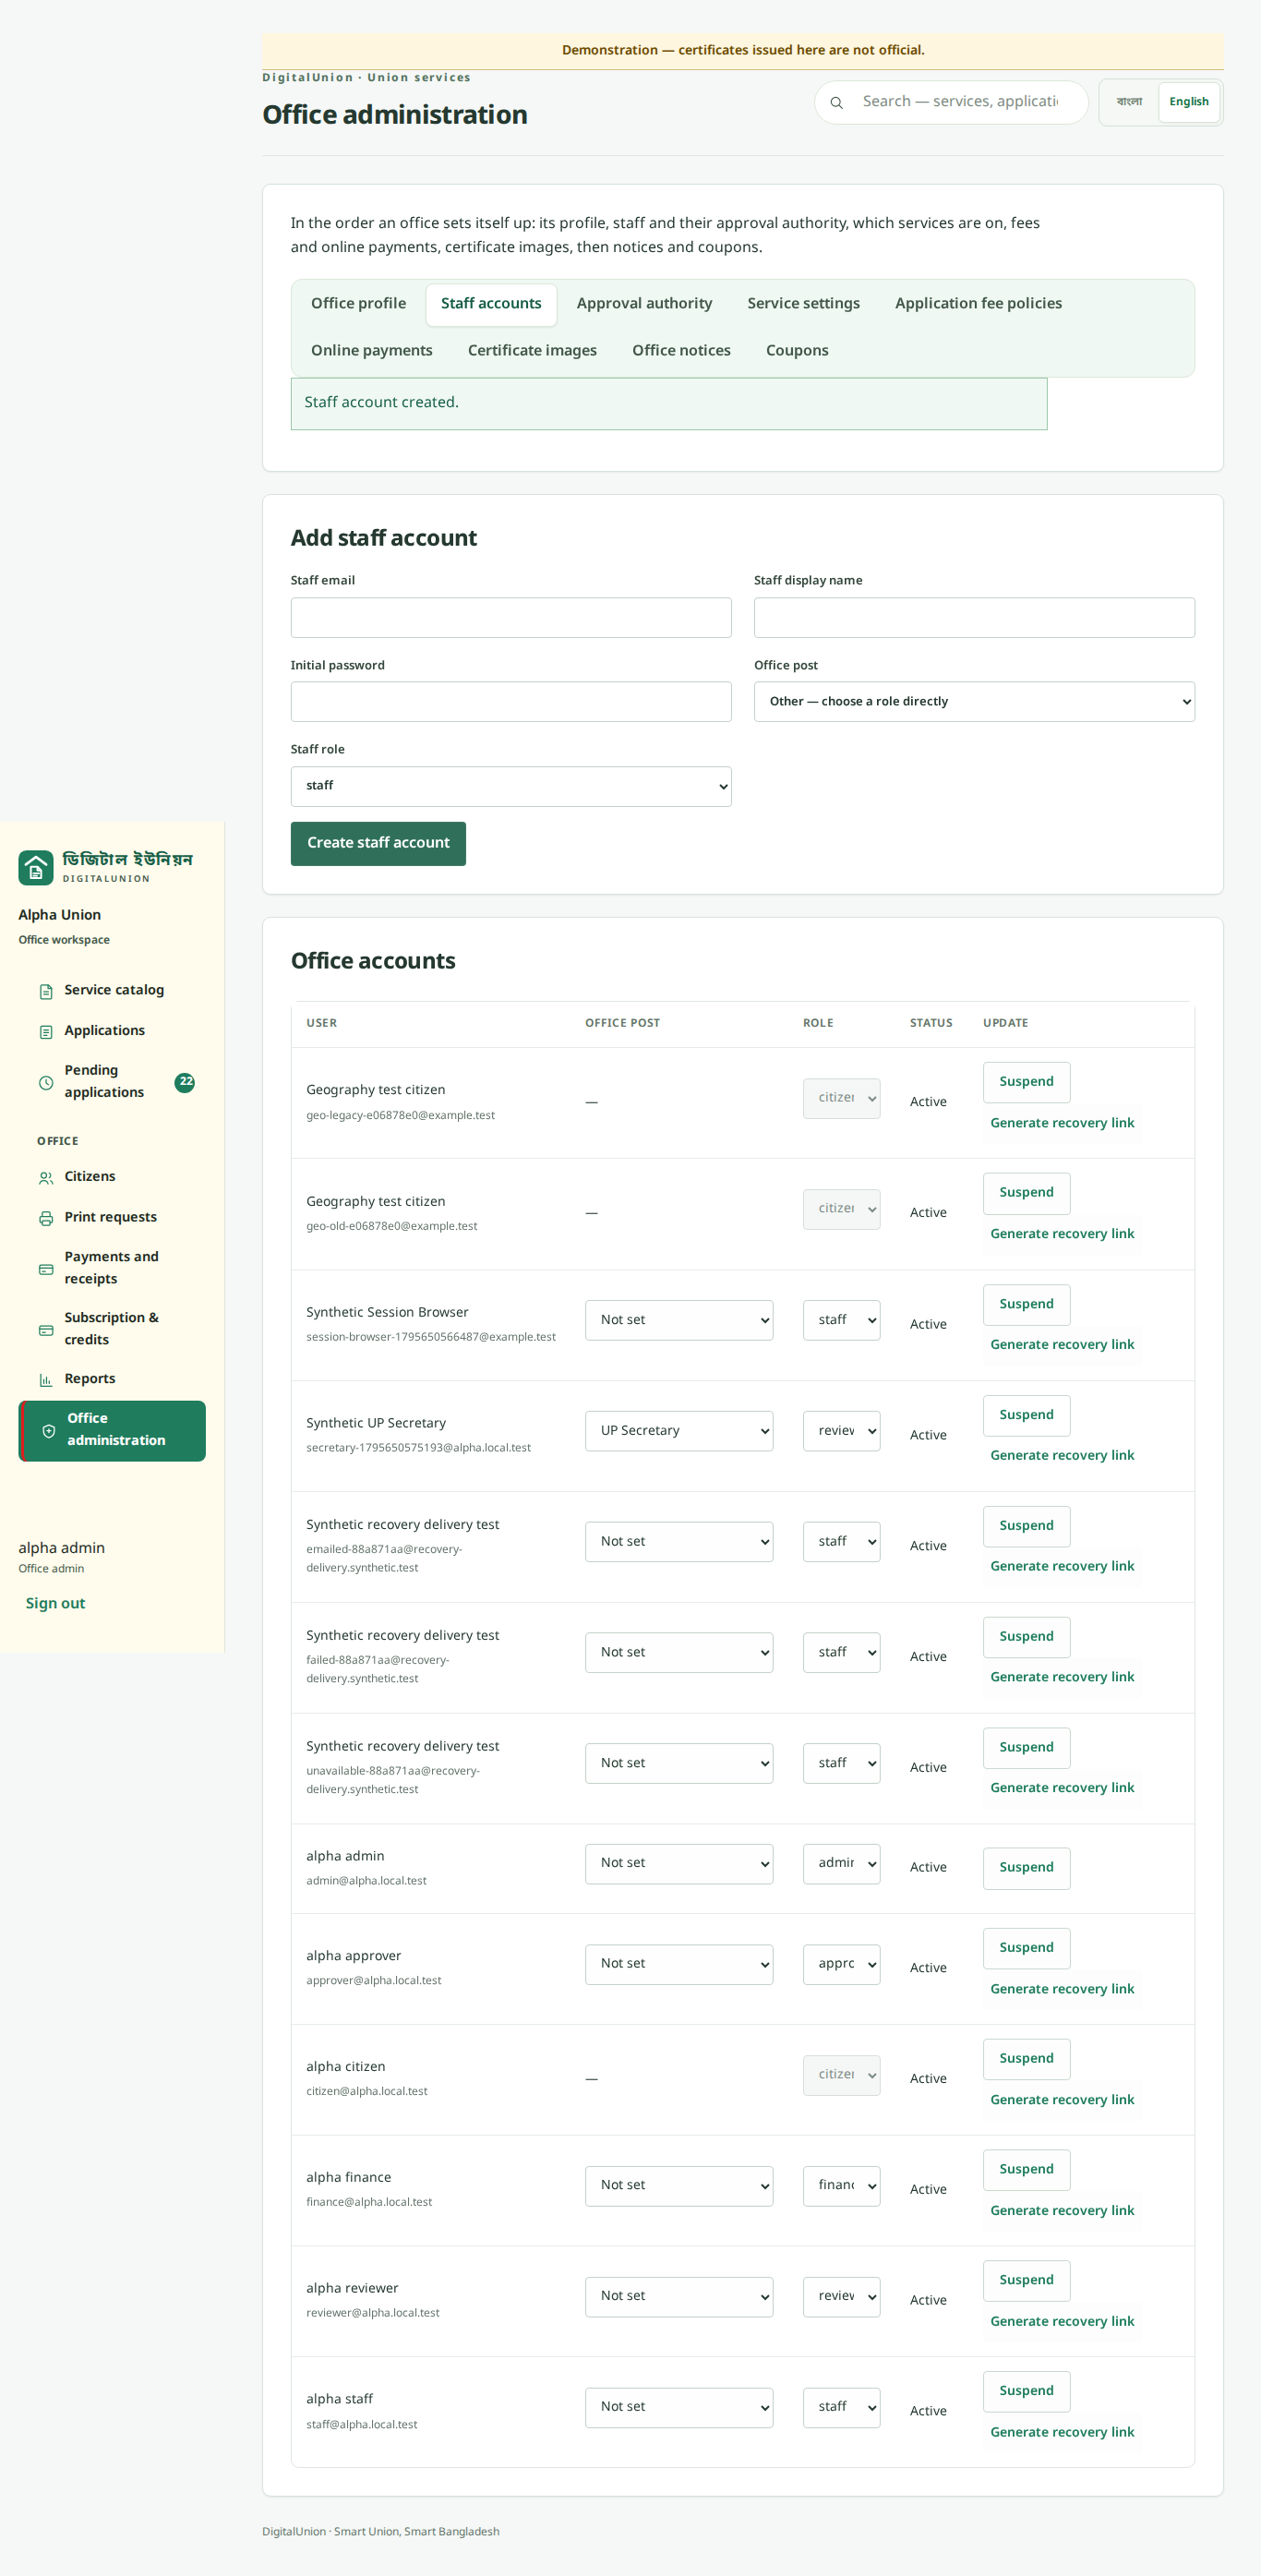 Demonstration — certificates issued here are not official.
DigitalUnion · Union services
Office administration
Search — services, applicati
বাংলা
English
In the order an office sets itself up: its profile, staff and their approval authority, which services are on, fees
and online payments, certificate images, then notices and coupons.
Office profile
Staff accounts
Approval authority
Service settings
Application fee policies
Online payments
Certificate images
Office notices
Coupons
Staff account created.
Add staff account
Staff email
Staff display name
Initial password
Office post
Other — choose a role directly
Staff role
staff
Create staff account
ডিজিটাল ইউনিয়ন
DIGITALUNION
Alpha Union
Office workspace
Service catalog
Applications
Pending
applications
22
OFFICE
Citizens
Print requests
Payments and
receipts
Subscription &
credits
Reports
Office
administration
alpha admin
Office admin
Sign out
Office accounts
USER OFFICE POST ROLE STATUS UPDATE
Geography test citizen
geo-legacy-e06878e0@example.test
—
citizen
Active
Suspend
Generate recovery link
Geography test citizen
geo-old-e06878e0@example.test
—
citizen
Active
Suspend
Generate recovery link
Synthetic Session Browser
session-browser-1795650566487@example.test
Not set
staff
Active
Suspend
Generate recovery link
Synthetic UP Secretary
secretary-1795650575193@alpha.local.test
UP Secretary
review
Active
Suspend
Generate recovery link
Synthetic recovery delivery test
emailed-88a871aa@recovery-
delivery.synthetic.test
Not set
staff
Active
Suspend
Generate recovery link
Synthetic recovery delivery test
failed-88a871aa@recovery-
delivery.synthetic.test
Not set
staff
Active
Suspend
Generate recovery link
Synthetic recovery delivery test
unavailable-88a871aa@recovery-
delivery.synthetic.test
Not set
staff
Active
Suspend
Generate recovery link
alpha admin
admin@alpha.local.test
Not set
admin
Active
Suspend
alpha approver
approver@alpha.local.test
Not set
appro
Active
Suspend
Generate recovery link
alpha citizen
citizen@alpha.local.test
—
citizen
Active
Suspend
Generate recovery link
alpha finance
finance@alpha.local.test
Not set
financ
Active
Suspend
Generate recovery link
alpha reviewer
reviewer@alpha.local.test
Not set
review
Active
Suspend
Generate recovery link
alpha staff
staff@alpha.local.test
Not set
staff
Active
Suspend
Generate recovery link
DigitalUnion · Smart Union, Smart Bangladesh